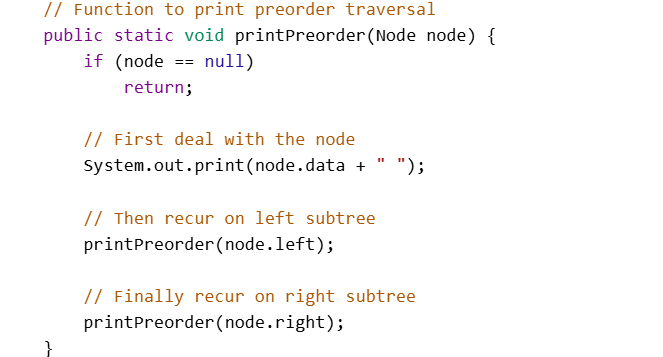 // Function to print preorder traversal
public static void printPreorder(Node node) {
    if (node == null)
        return;

    // First deal with the node
    System.out.print(node.data + " ");

    // Then recur on left subtree
    printPreorder(node.left);

    // Finally recur on right subtree
    printPreorder(node.right);
}